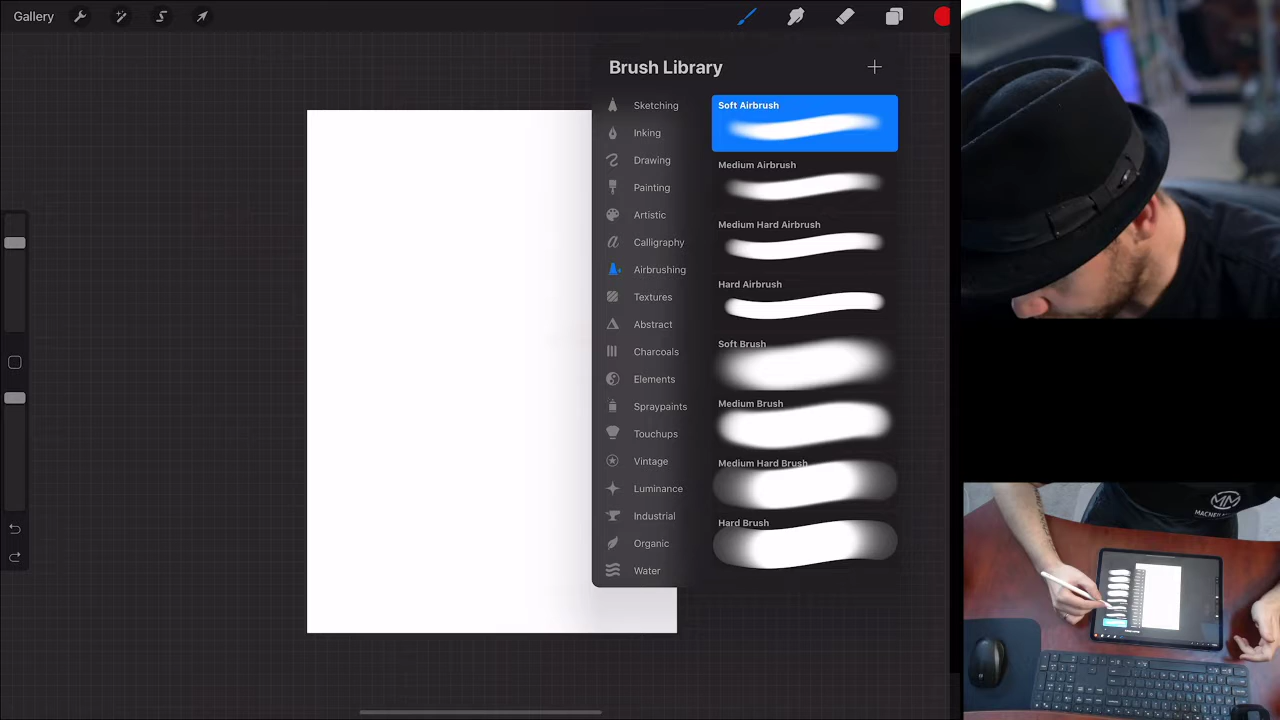 Gallery
Brush Library
Sketching
Inking
Drawing
Painting
Artistic
Calligraphy
Airbrushing
Textures
Abstract
Charcoals
Elements
Spraypaints
Touchups
Vintage
Luminance
Industrial
Organic
Water
Soft Airbrush
Medium Airbrush
Medium Hard Airbrush
Hard Airbrush
Soft Brush
Medium Brush
Medium Hard Brush
Hard Brush